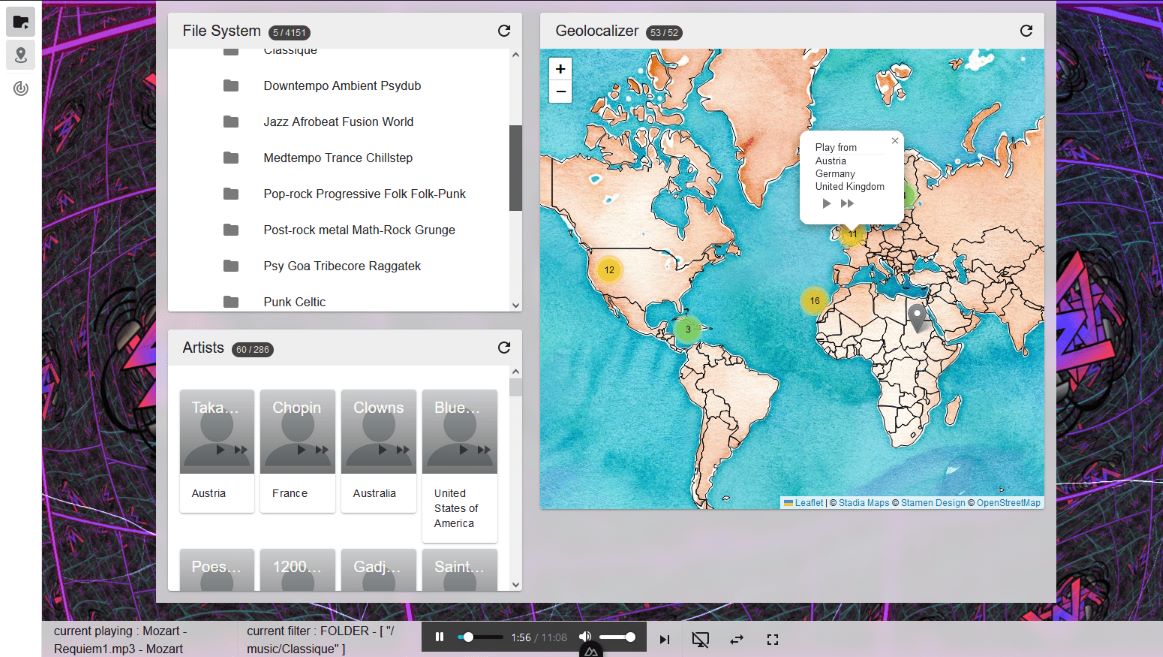 File System 5 / 4151
Classique
Downtempo Ambient Psydub
Jazz Afrobeat Fusion World
Medtempo Trance Chillstep
Pop-rock Progressive Folk Folk-Punk
Post-rock metal Math-Rock Grunge
Psy Goa Tribecore Raggatek
Punk Celtic
Artists 60 / 286
Taka… Chopin Clowns Blue…
Austria France Australia United
States of
America
Poes… 1200… Gadj… Saint…
Geolocalizer 53 / 52
+
−
Play from
Austria
Germany
United Kingdom
11
12
16
3
Leaflet | © Stadia Maps © Stamen Design © OpenStreetMap
current playing : Mozart -
Requiem1.mp3 - Mozart
current filter : FOLDER - [ "/
music/Classique" ]
1:56 / 11:08